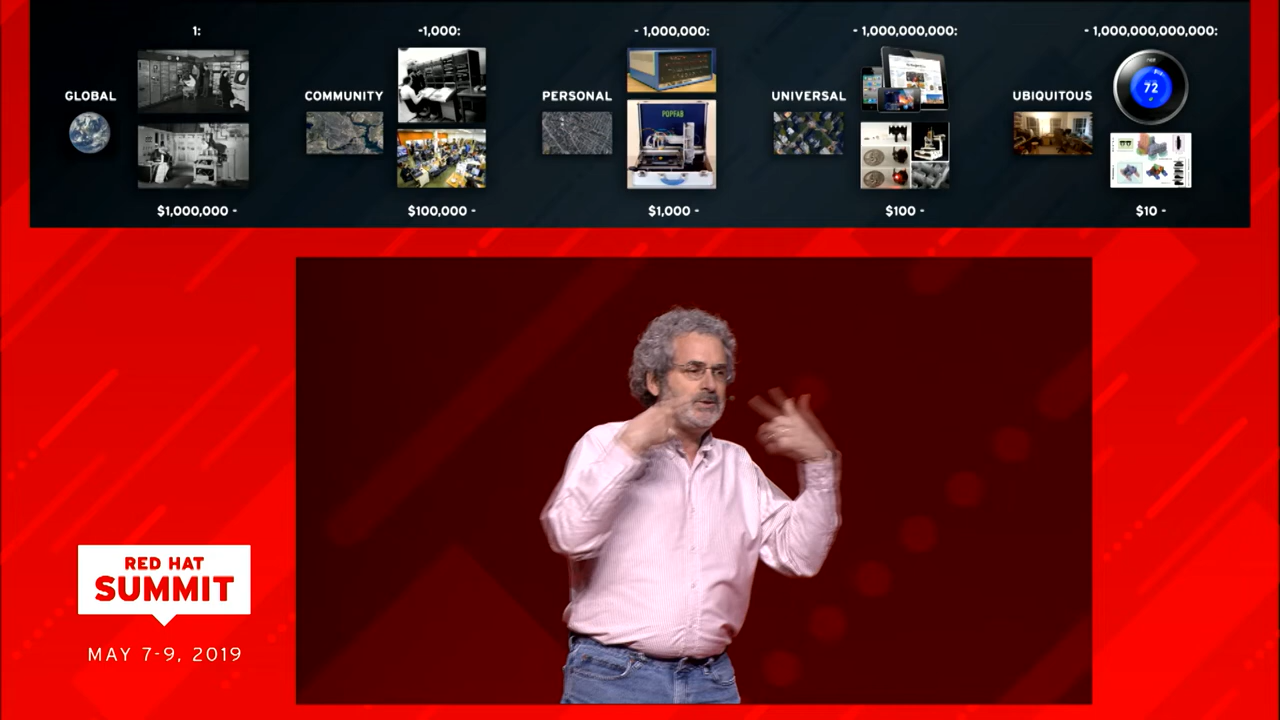 1:
-1,000:
- 1,000,000:
- 1,000,000,000:
- 1,000,000,000,000:
GLOBAL
COMMUNITY
PERSONAL
UNIVERSAL
UBIQUITOUS
72
POPFAB
$1,000,000 -
$100,000 -
$1,000 -
$100 -
$10 -
RED HAT
SUMMIT
MAY 7-9, 2019